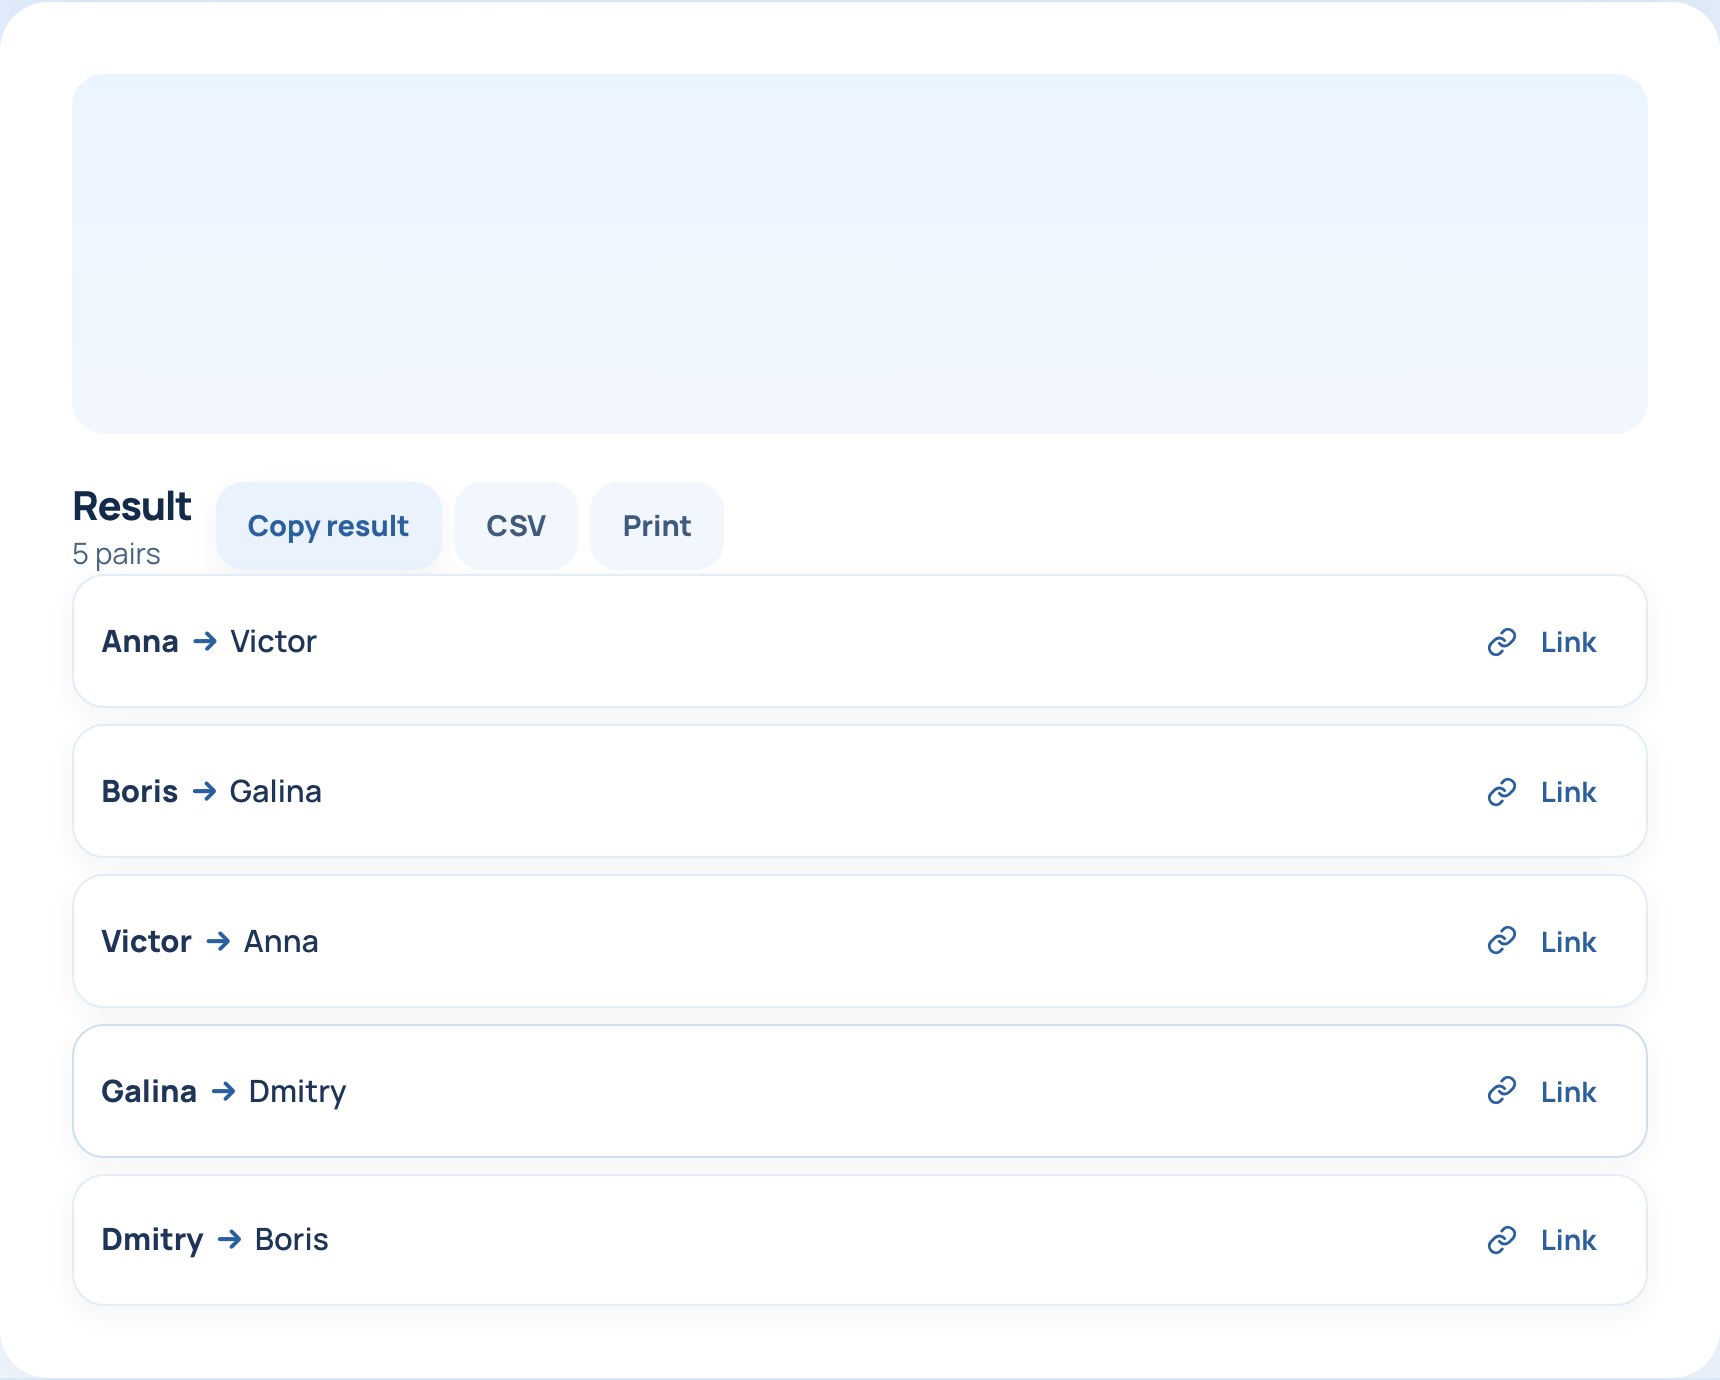 Result
5 pairs
Copy result
CSV
Print
Anna → Victor
Link
Boris → Galina
Link
Victor → Anna
Link
Galina → Dmitry
Link
Dmitry → Boris
Link